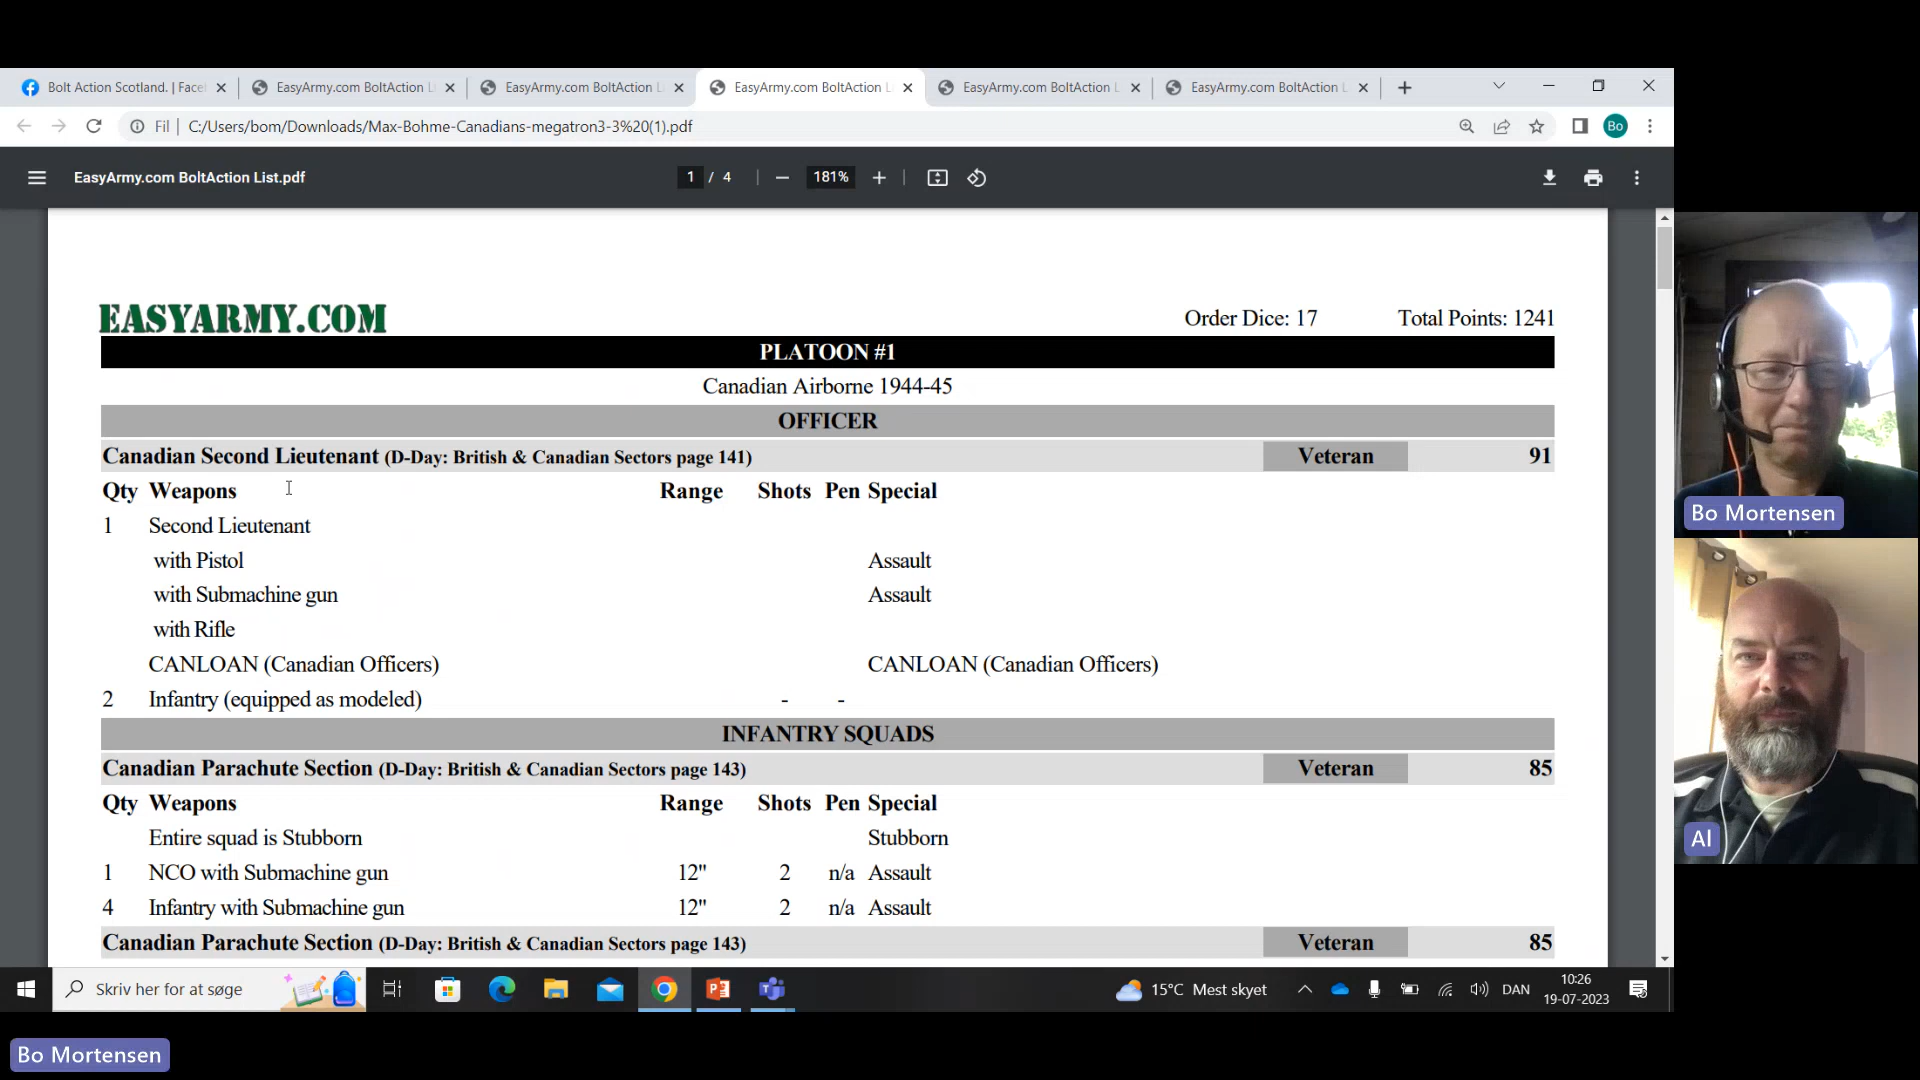 Bolt Action Scotland. | Face
EasyArmy.com BoltAction L
EasyArmy.com BoltAction L
EasyArmy.com BoltAction L
EasyArmy.com BoltAction L
EasyArmy.com BoltAction L
Fil | C:/Users/bom/Downloads/Max-Bohme-Canadians-megatron3-3%20(1).pdf
Bo
EasyArmy.com BoltAction List.pdf
1 / 4
181%
EASYARMY.COM
Order Dice: 17 Total Points: 1241
PLATOON #1
Canadian Airborne 1944-45
OFFICER
Canadian Second Lieutenant (D-Day: British & Canadian Sectors page 141) Veteran 91
Qty Weapons Range Shots Pen Special
1 Second Lieutenant
with Pistol Assault
with Submachine gun Assault
with Rifle
CANLOAN (Canadian Officers) CANLOAN (Canadian Officers)
2 Infantry (equipped as modeled) - -
INFANTRY SQUADS
Canadian Parachute Section (D-Day: British & Canadian Sectors page 143) Veteran 85
Qty Weapons Range Shots Pen Special
Entire squad is Stubborn Stubborn
1 NCO with Submachine gun 12" 2 n/a Assault
4 Infantry with Submachine gun 12" 2 n/a Assault
Canadian Parachute Section (D-Day: British & Canadian Sectors page 143) Veteran 85
Bo Mortensen
Al
Skriv her for at søge
15°C Mest skyet
DAN
10:26
19-07-2023
Bo Mortensen